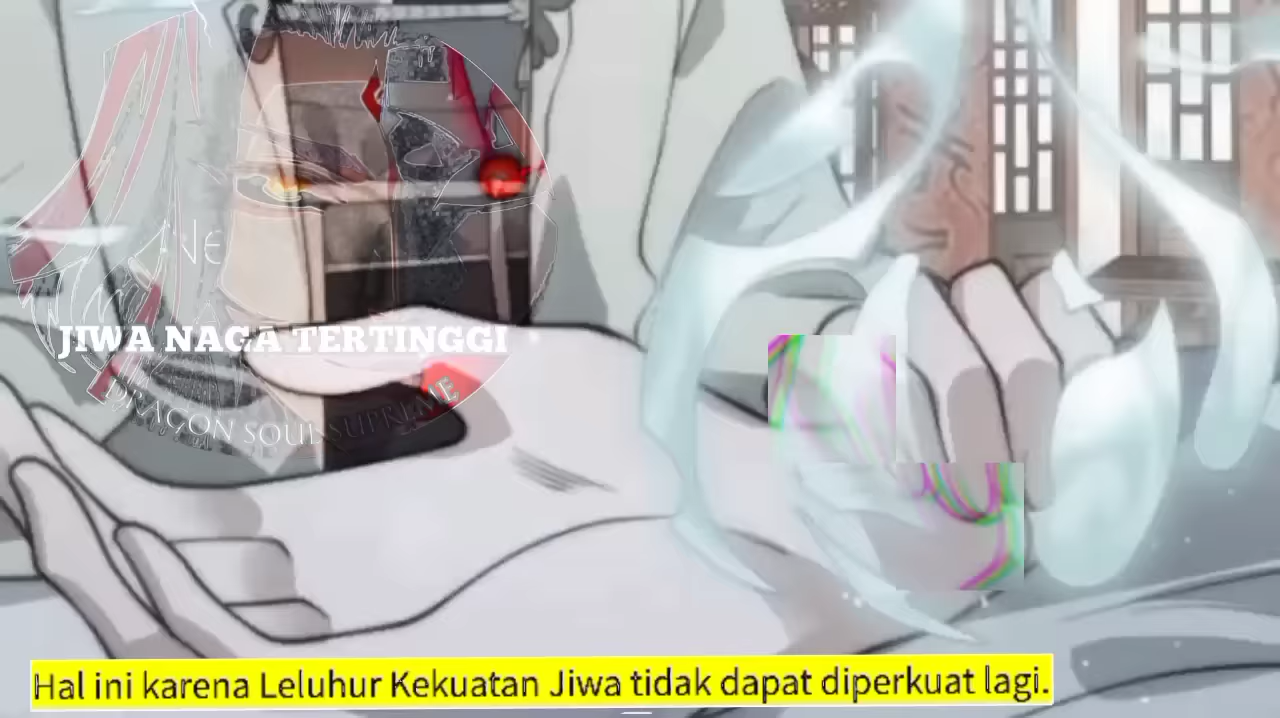 JIWA NAGA TERTINGGI
DRAGON SOUL SUPREME
Hal ini karena Leluhur Kekuatan Jiwa tidak dapat diperkuat lagi.